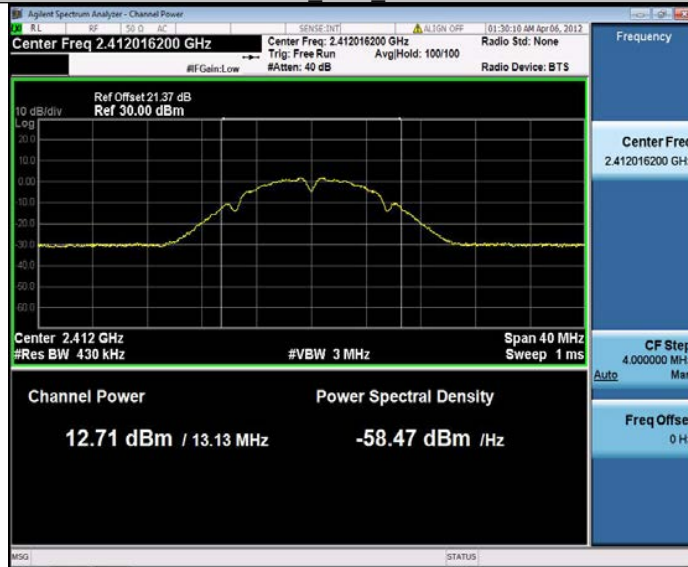 Agilent Spectrum Analyzer - Channel Power
RL RF 50 Ω AC SENSE:INT ALIGN OFF 01:30:10 AM Apr 06, 2012
Center Freq 2.412016200 GHz
Center Freq: 2.412016200 GHz Radio Std: None
Trig: Free Run Avg|Hold: 100/100
#IFGain:Low #Atten: 40 dB Radio Device: BTS
Ref Offset 21.37 dB
10 dB/div Ref 30.00 dBm
Log
20.0
10.0
0.00
-10.0
-20.0
-30.0
-40.0
-50.0
-60.0
Center 2.412 GHz Span 40 MHz
#Res BW 430 kHz #VBW 3 MHz Sweep 1 ms
Channel Power Power Spectral Density
12.71 dBm / 13.13 MHz -58.47 dBm /Hz
MSG STATUS
Frequency
Center Freq
2.412016200 GHz
CF Step
4.000000 MHz
Auto Man
Freq Offset
0 Hz